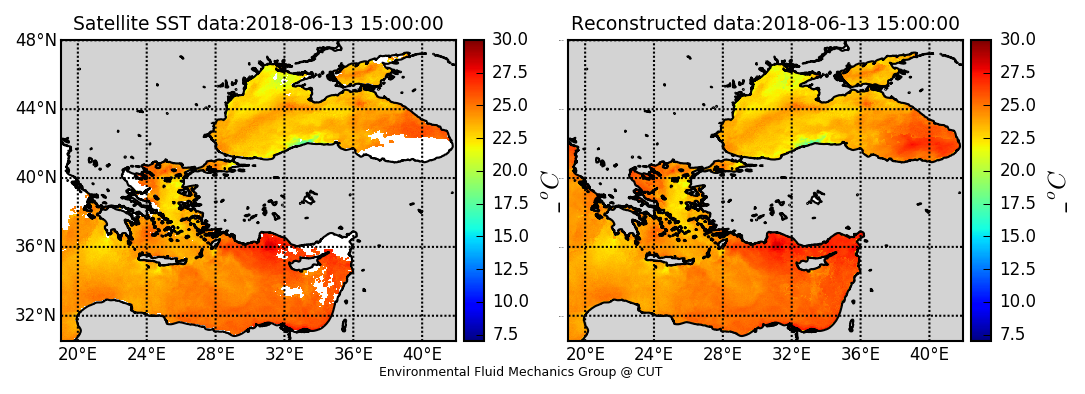 Satellite SST data:2018-06-13 15:00:00
48°N
44°N
40°N
36°N
32°N
20°E 24°E 28°E 32°E 36°E 40°E
30.0
27.5
25.0
22.5
20.0
17.5
15.0
12.5
10.0
7.5
_ °C
Reconstructed data:2018-06-13 15:00:00
20°E 24°E 28°E 32°E 36°E 40°E
30.0
27.5
25.0
22.5
20.0
17.5
15.0
12.5
10.0
7.5
_ °C
Environmental Fluid Mechanics Group @ CUT